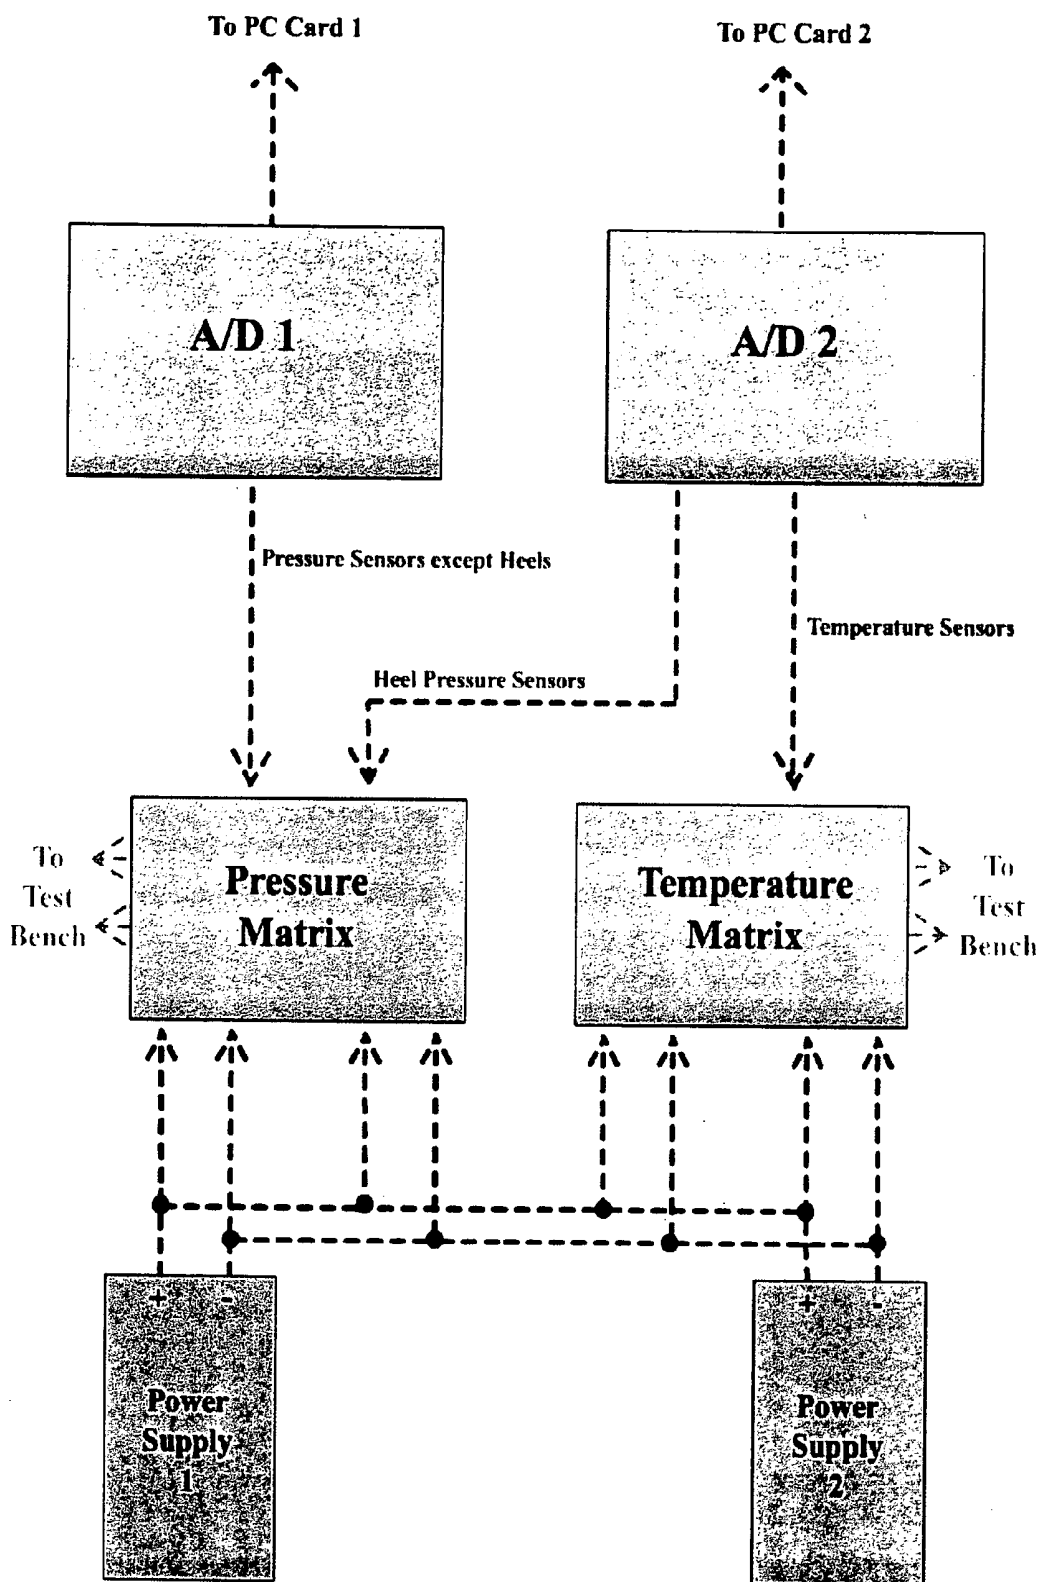 To PC Card 1
To PC Card 2
A/D 1
A/D 2
Pressure Sensors except Heels
Temperature Sensors
Heel Pressure Sensors
To
Test
Bench
Pressure
Matrix
Temperature
Matrix
To
Test
Bench
+ -
+ -
Power
Supply
1
Power
Supply
2